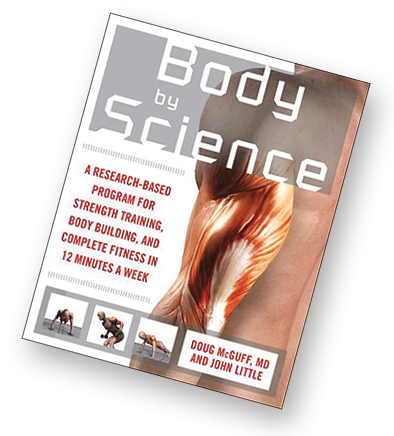 Body
by
Science
A RESEARCH-BASED
PROGRAM FOR
STRENGTH TRAINING,
BODY BUILDING, AND
COMPLETE FITNESS IN
12 MINUTES A WEEK
DOUG McGUFF, MD
AND JOHN LITTLE